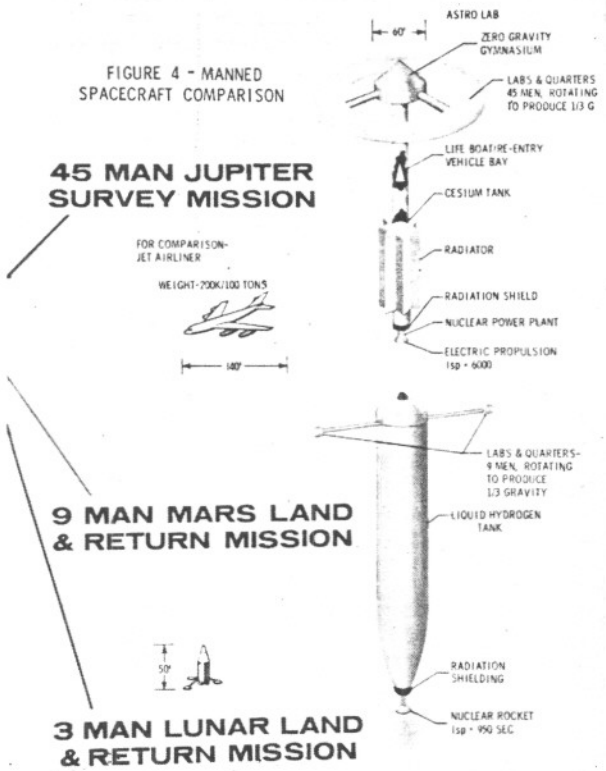 FIGURE 4 - MANNED
SPACECRAFT COMPARISON
45 MAN JUPITER
SURVEY MISSION
FOR COMPARISON-
JET AIRLINER
WEIGHT-200K/100 TONS
140'
60'
ASTRO LAB
ZERO GRAVITY
GYMNASIUM
LABS & QUARTERS
45 MEN, ROTATING
TO PRODUCE 1/3 G
LIFE BOAT/RE-ENTRY
VEHICLE BAY
CESIUM TANK
RADIATOR
RADIATION SHIELD
NUCLEAR POWER PLANT
ELECTRIC PROPULSION
Isp = 6000
9 MAN MARS LAND
& RETURN MISSION
LABS & QUARTERS-
9 MEN, ROTATING
TO PRODUCE
1/3 GRAVITY
LIQUID HYDROGEN
TANK
RADIATION
SHIELDING
NUCLEAR ROCKET
Isp = 950 SEC
50'
3 MAN LUNAR LAND
& RETURN MISSION